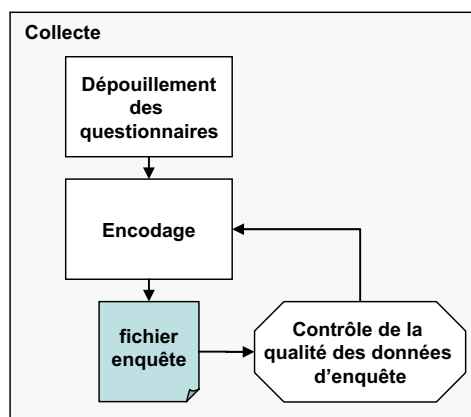 Collecte
Dépouillement
des
questionnaires
Encodage
fichier
enquête
Contrôle de la
qualité des données
d'enquête